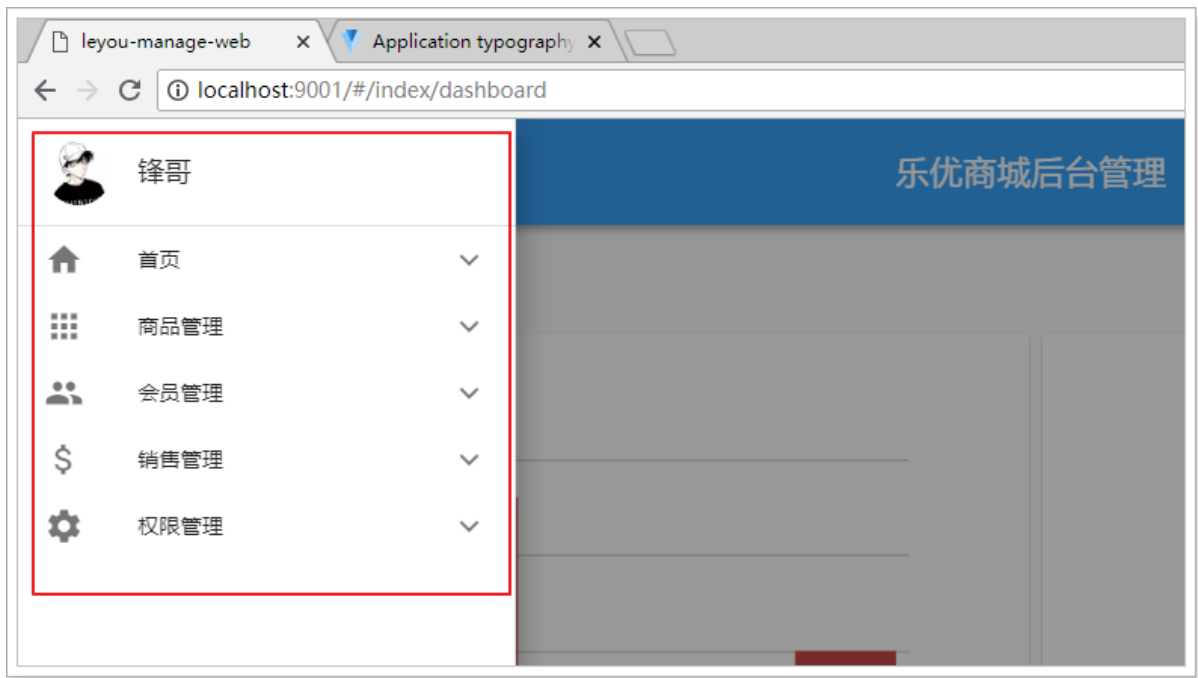 leyou-manage-web
Application typography
localhost:9001/#/index/dashboard
锋哥
乐优商城后台管理
首页
商品管理
会员管理
销售管理
权限管理